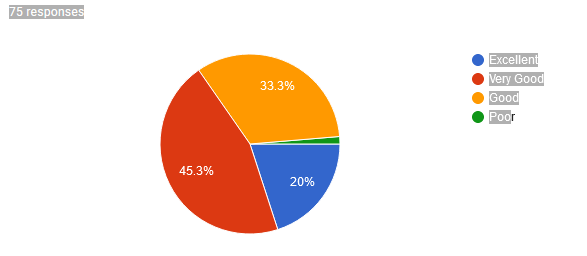 75 responses
33.3%
45.3%
20%
Excellent
Very Good
Good
Poor